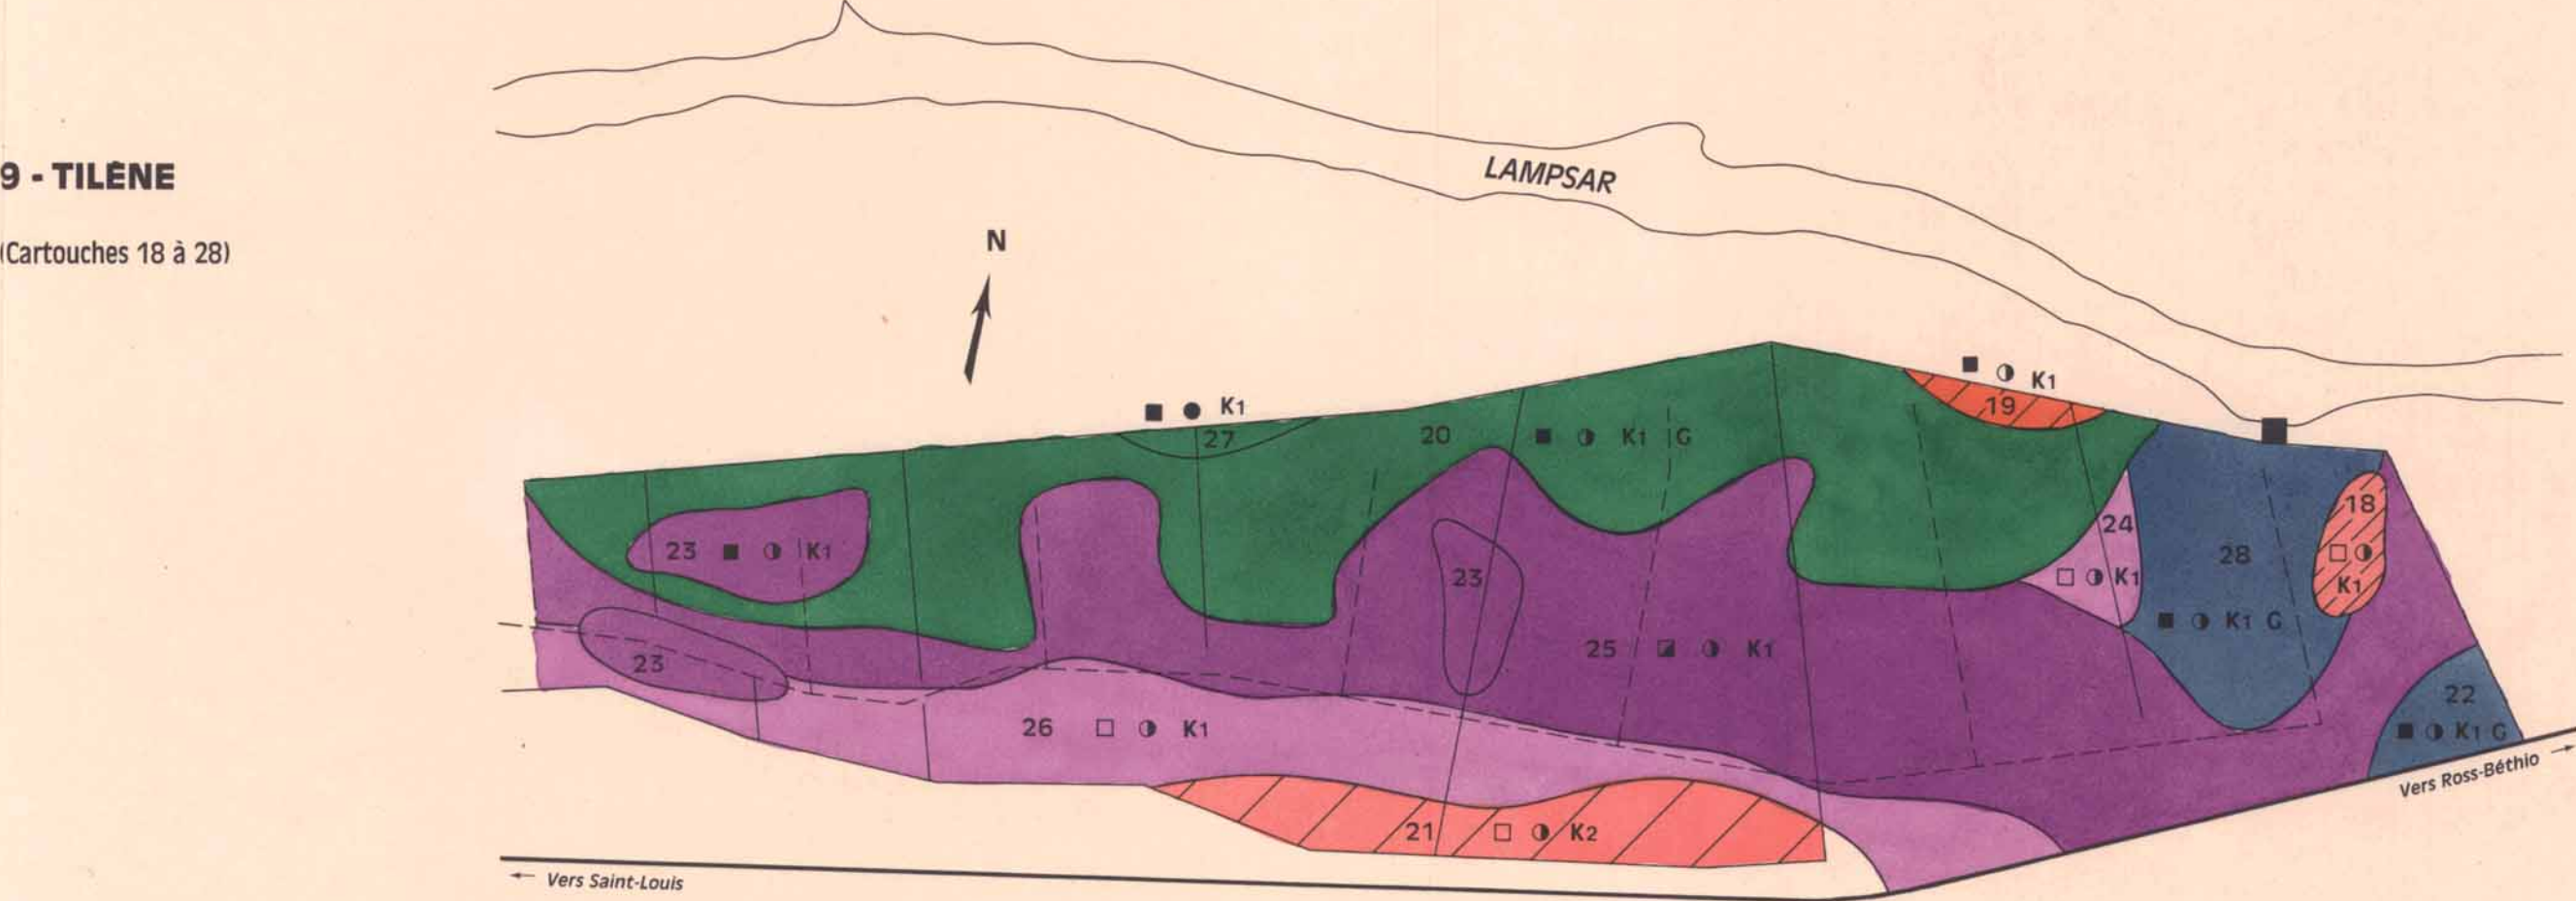 9 - TILÈNE
(Cartouches 18 à 28)
LAMPSAR
N
K1
19
K1
27
20 K1 G
18
K1
24
K1
23 K1
28
K1 G
23
23
25 K1
22
K1 G
26 K1
21 K2
Vers Ross-Béthio
Vers Saint-Louis